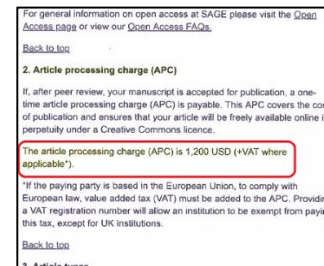 For general information on open access at SAGE please visit the Open
Access page or view our Open Access FAQs.
Back to top
2. Article processing charge (APC)
If, after peer review, your manuscript is accepted for publication, a one-
time article processing charge (APC) is payable. This APC covers the
of publication and ensures that your article will be freely available online
perpetuity under a Creative Commons licence.
The article processing charge (APC) is 1,200 USD (+VAT where
applicable*).
*If the paying party is based in the European Union, to comply with
European law, value added tax (VAT) must be added to the APC.
a VAT registration number will allow an institution to be exempt from
this tax, except for UK institutions.
Back to top
3. Article types